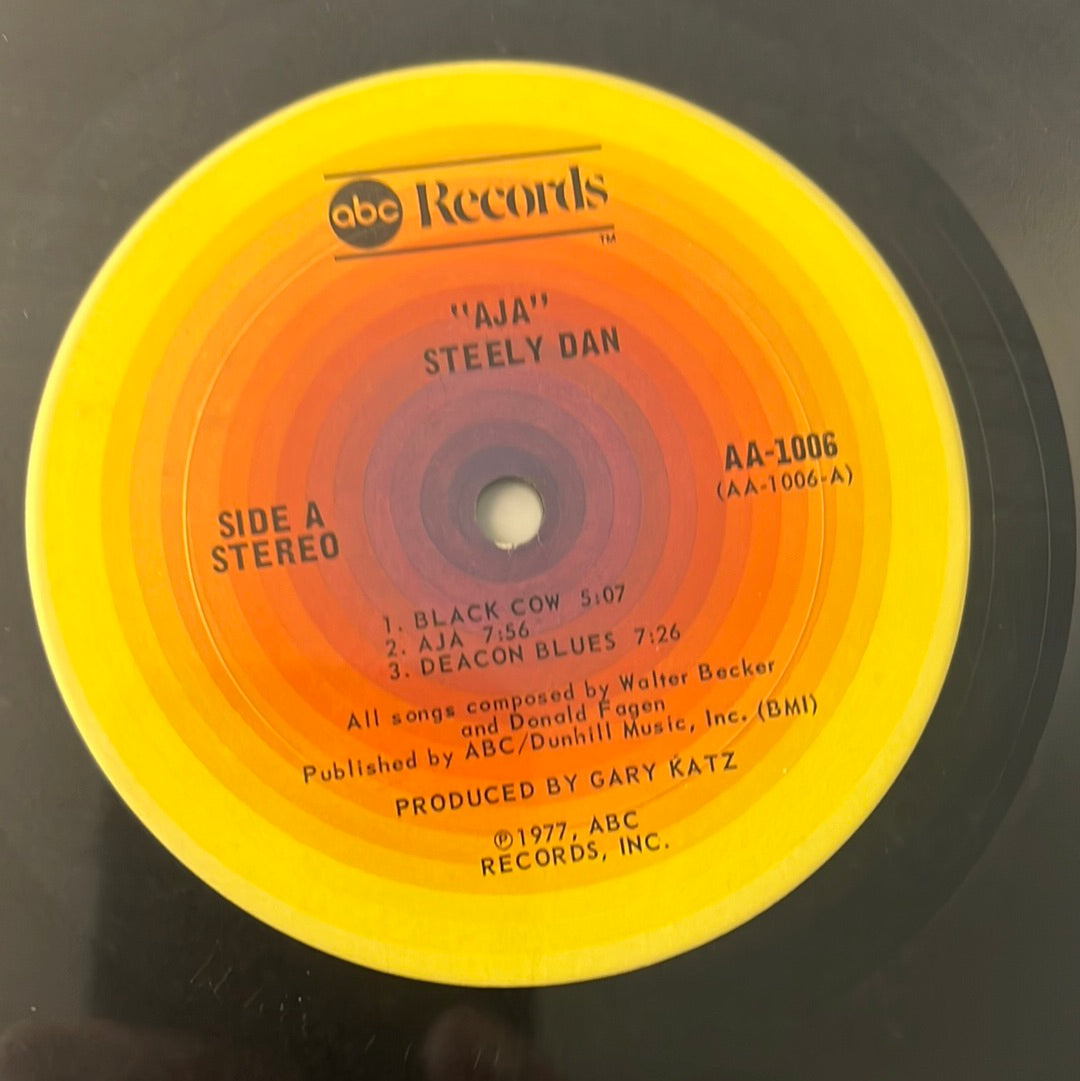 abc Records
TM
"AJA"
STEELY DAN
AA-1006
(AA-1006-A)
SIDE A
STEREO
1. BLACK COW 5:07
2. AJA 7:56
3. DEACON BLUES 7:26
All songs composed by Walter Becker
and Donald Fagen
Published by ABC/Dunhill Music, Inc. (BMI)
PRODUCED BY GARY KATZ
℗1977, ABC
RECORDS, INC.